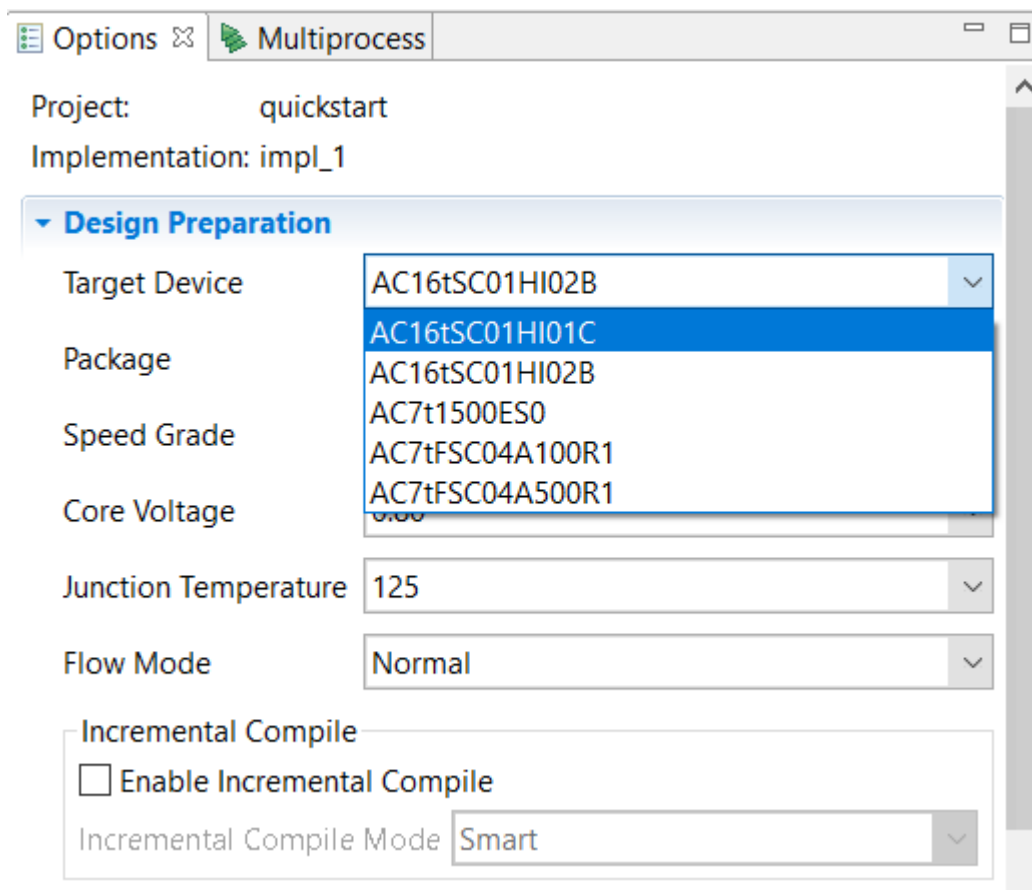 Options Multiprocess
Project: quickstart
Implementation: impl_1
Design Preparation
Target Device AC16tSC01HI02B
AC16tSC01HI01C
Package
AC16tSC01HI02B
AC7t1500ES0
Speed Grade
AC7tFSC04A100R1
AC7tFSC04A500R1
Core Voltage
Junction Temperature 125
Flow Mode Normal
Incremental Compile
Enable Incremental Compile
Incremental Compile Mode Smart